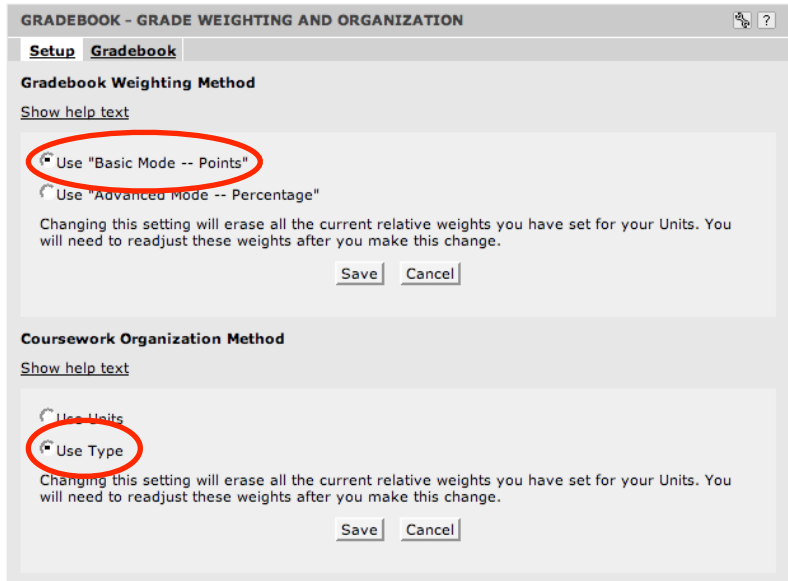 GRADEBOOK - GRADE WEIGHTING AND ORGANIZATION
?
Setup Gradebook
Gradebook Weighting Method
Show help text
Use "Basic Mode -- Points"
Use "Advanced Mode -- Percentage"
Changing this setting will erase all the current relative weights you have set for your Units. You
will need to readjust these weights after you make this change.
Save Cancel
Coursework Organization Method
Show help text
Use Units
Use Type
Changing this setting will erase all the current relative weights you have set for your Units. You
will need to readjust these weights after you make this change.
Save Cancel